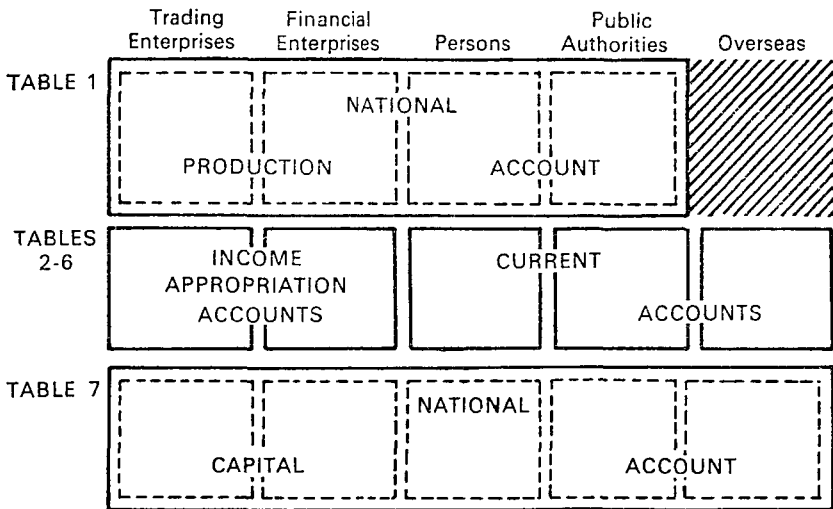 Trading Enterprises
Financial Enterprises
Persons
Public Authorities
Overseas
TABLE 1
NATIONAL
PRODUCTION ACCOUNT
TABLES 2-6
INCOME APPROPRIATION ACCOUNTS
CURRENT ACCOUNTS
TABLE 7
NATIONAL
CAPITAL ACCOUNT